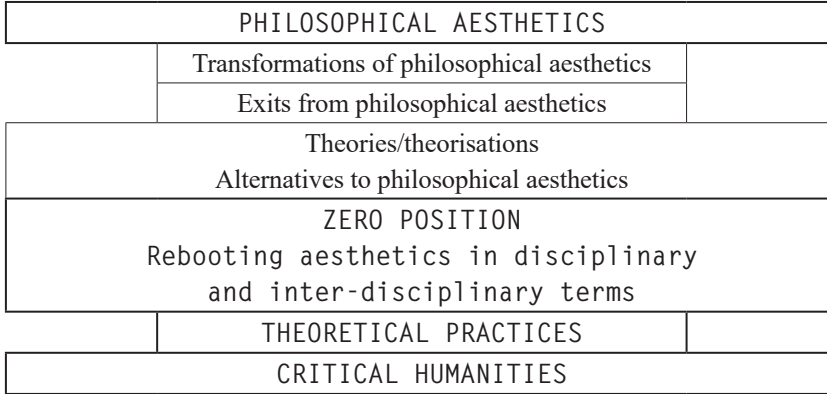 PHILOSOPHICAL AESTHETICS
Transformations of philosophical aesthetics
Exits from philosophical aesthetics
Theories/theorisations
Alternatives to philosophical aesthetics
ZERO POSITION
Rebooting aesthetics in disciplinary
and inter-disciplinary terms
THEORETICAL PRACTICES
CRITICAL HUMANITIES